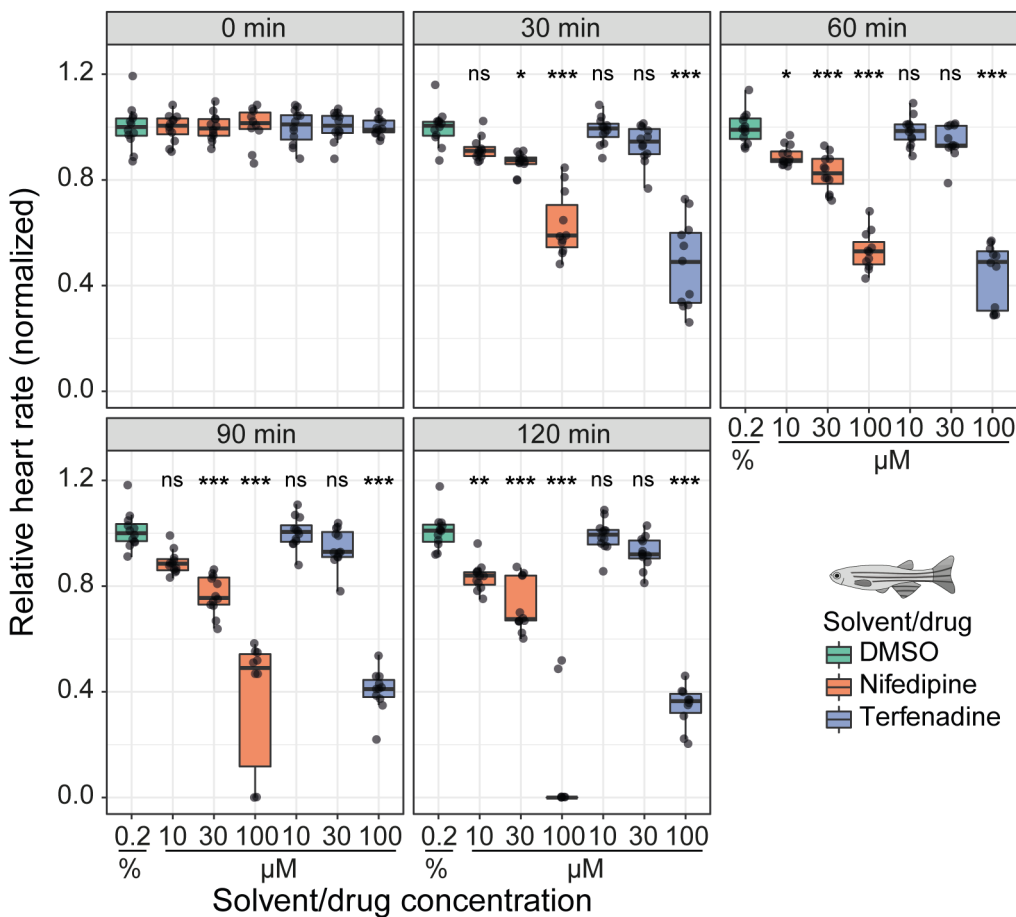 Relative heart rate (normalized)
0 min
30 min
60 min
1.2
0.8
0.4
0.0
ns * *** ns ns ***
* *** *** ns ns ***
0.2 10 30 100 10 30 100
% µM
90 min
120 min
1.2
0.8
0.4
0.0
ns *** *** ns ns ***
** *** *** ns ns ***
0.2 10 30 100 10 30 100
% µM
0.2 10 30 100 10 30 100
% µM
Solvent/drug concentration
Solvent/drug
DMSO
Nifedipine
Terfenadine